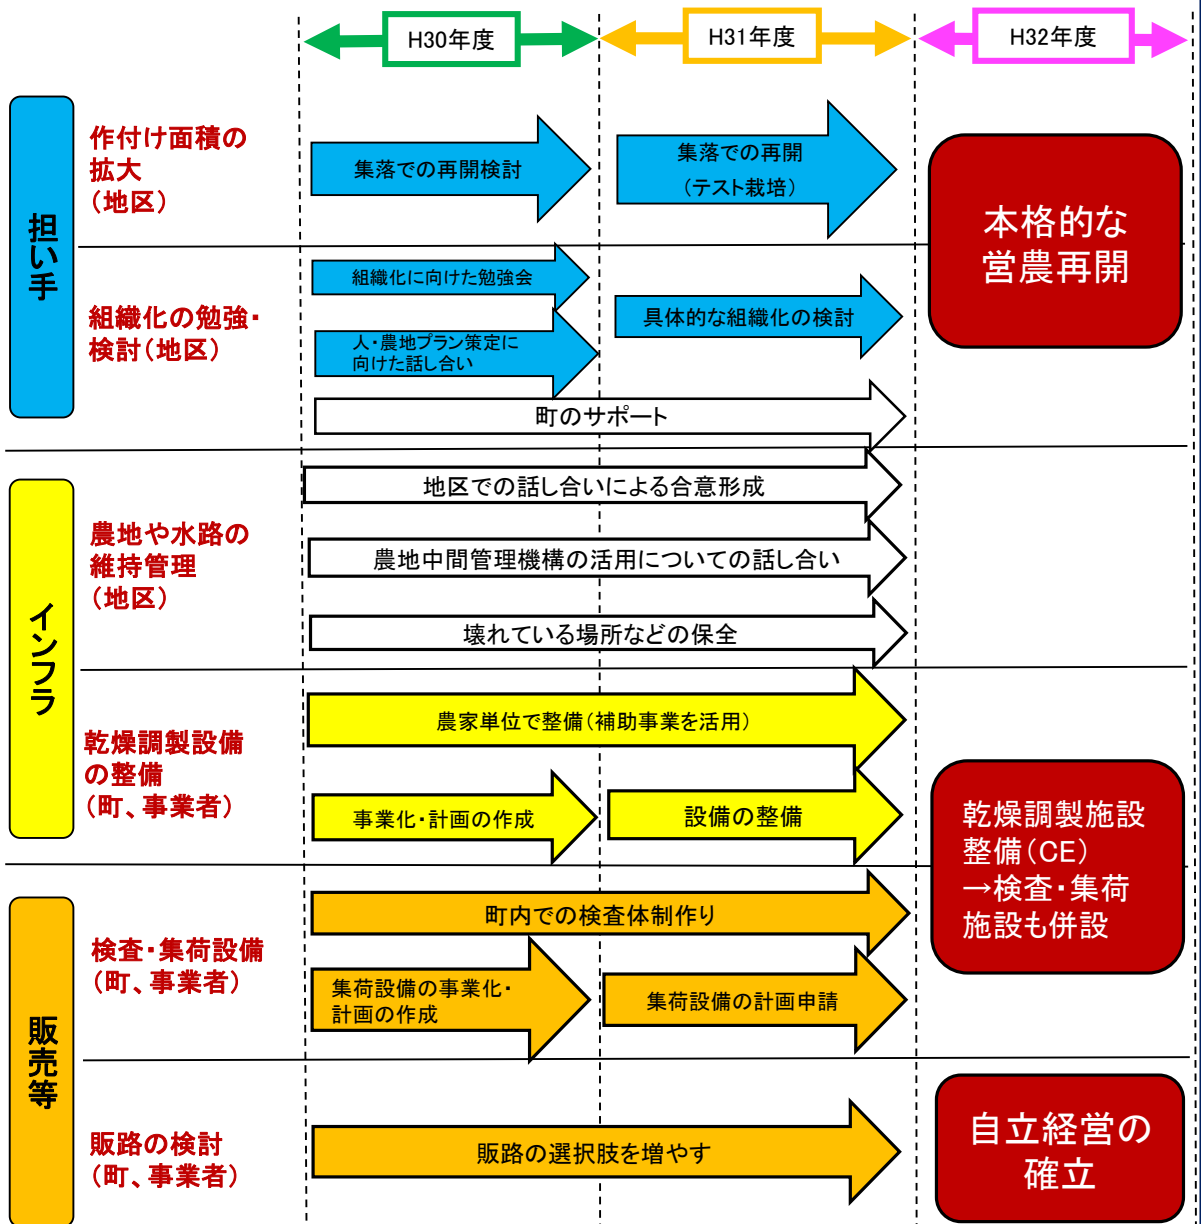 H30年度
H31年度
H32年度
担い手
作付け面積の
拡大
(地区)
集落での再開検討
集落での再開
(テスト栽培)
本格的な
営農再開
組織化の勉強・
検討(地区)
組織化に向けた勉強会
人・農地プラン策定に
向けた話し合い
具体的な組織化の検討
町のサポート
インフラ
農地や水路の
維持管理
(地区)
地区での話し合いによる合意形成
農地中間管理機構の活用についての話し合い
壊れている場所などの保全
乾燥調製設備
の整備
(町、事業者)
農家単位で整備(補助事業を活用)
事業化・計画の作成
設備の整備
乾燥調製施設
整備(CE)
→検査・集荷
施設も併設
販売等
検査・集荷設備
(町、事業者)
町内での検査体制作り
集荷設備の事業化・
計画の作成
集荷設備の計画申請
販路の検討
(町、事業者)
販路の選択肢を増やす
自立経営の
確立